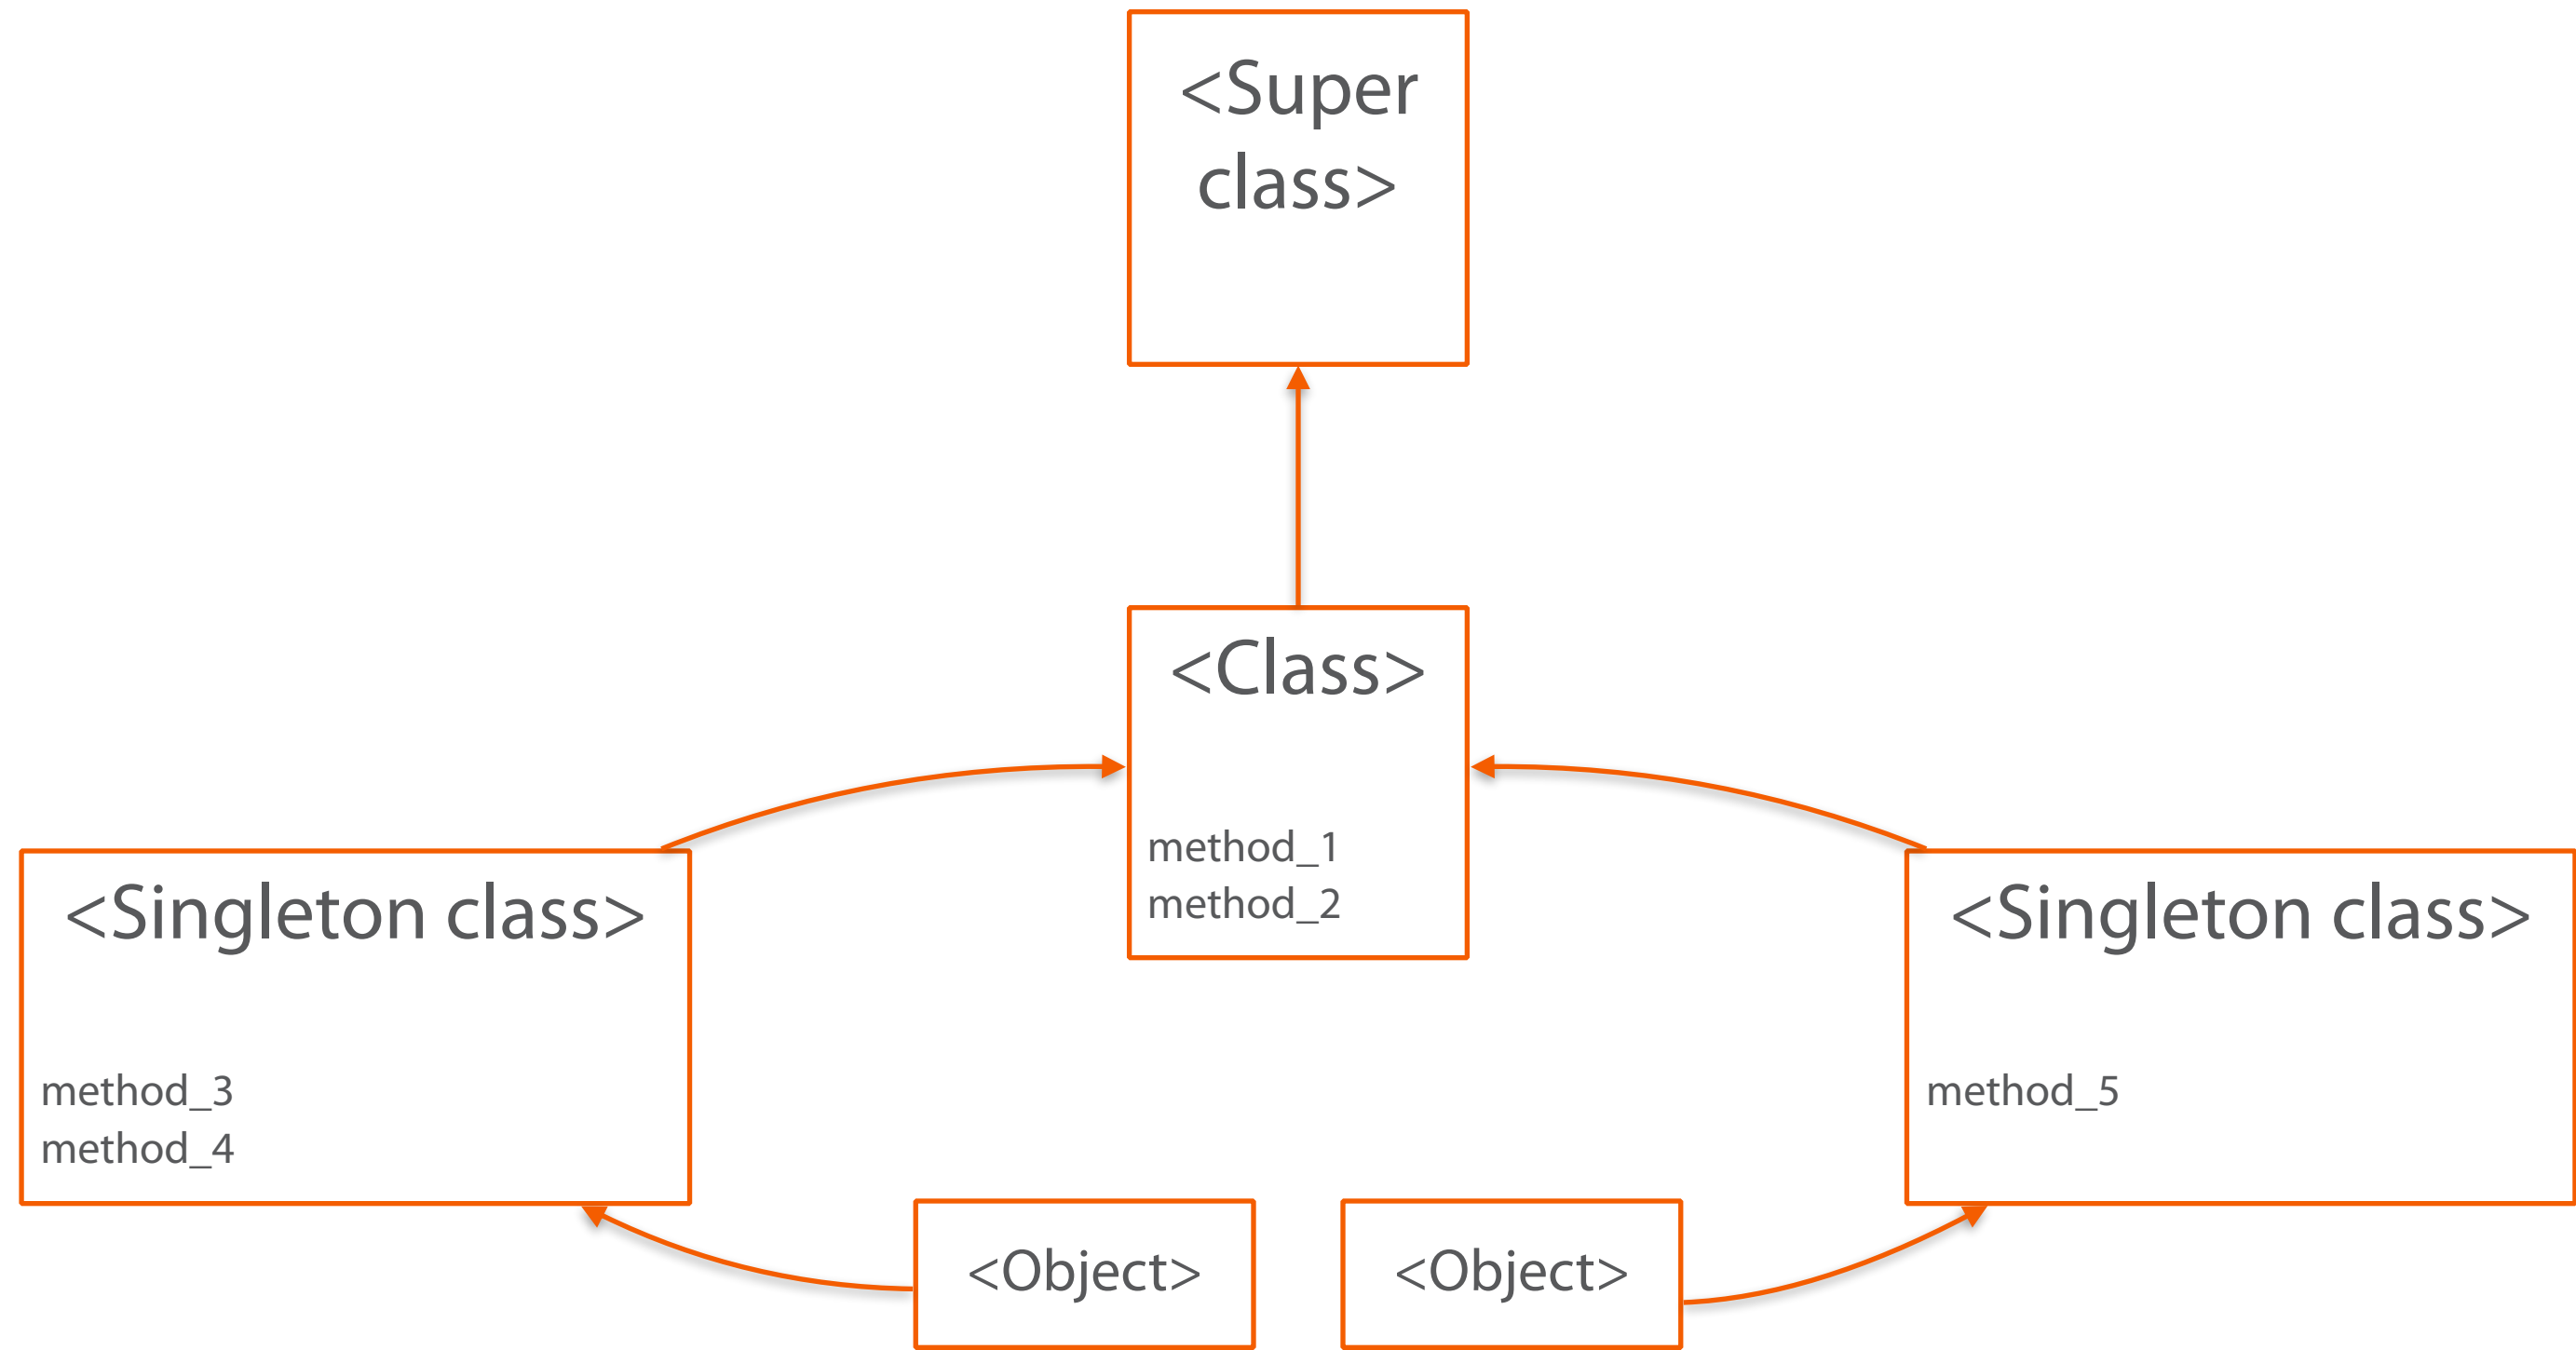 <Super
class>
<Class>
method_1
method_2
<Singleton class>
method_3
method_4
<Singleton class>
method_5
<Object>
<Object>